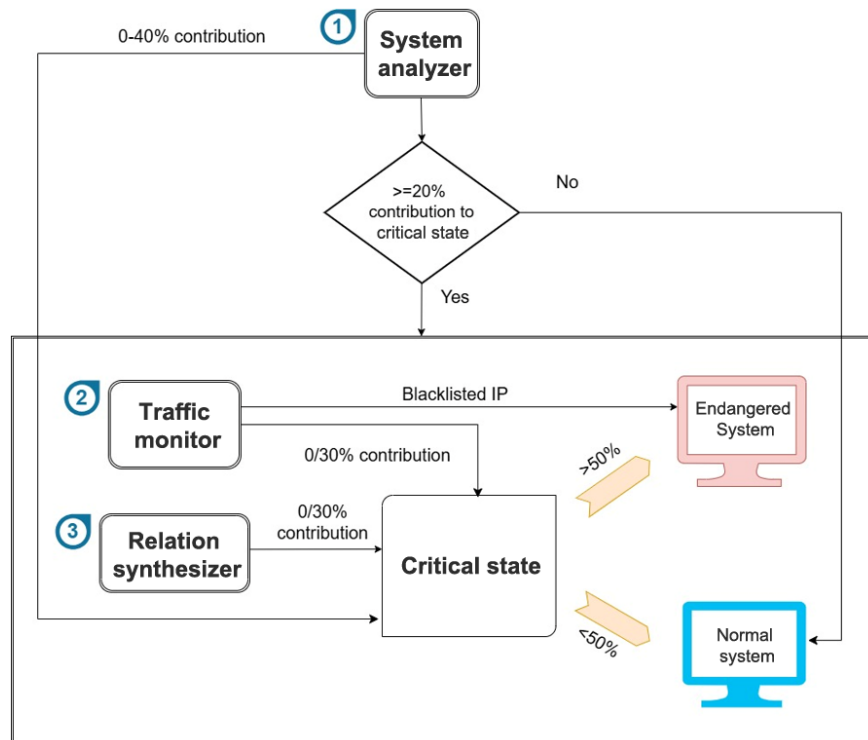 1
0-40% contribution
System
analyzer
>=20%
contribution to
critical state
No
Yes
2
Traffic
monitor
Blacklisted IP
Endangered
System
0/30% contribution
>50%
3
Relation
synthesizer
0/30%
contribution
Critical state
<50%
Normal
system